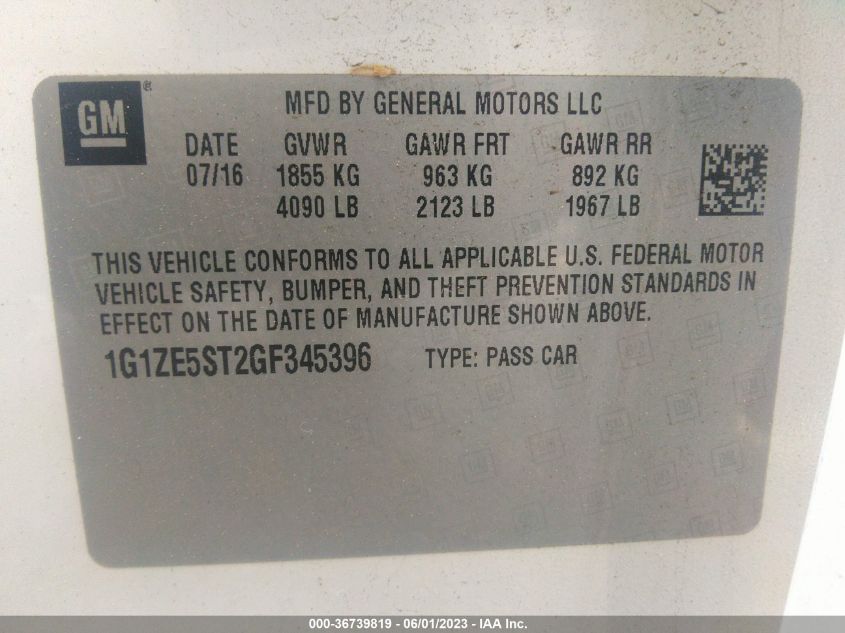 GM
MFD BY GENERAL MOTORS LLC
DATE GVWR GAWR FRT GAWR RR
07/16 1855 KG 963 KG 892 KG
4090 LB 2123 LB 1967 LB
THIS VEHICLE CONFORMS TO ALL APPLICABLE U.S. FEDERAL MOTOR
VEHICLE SAFETY, BUMPER, AND THEFT PREVENTION STANDARDS IN
EFFECT ON THE DATE OF MANUFACTURE SHOWN ABOVE.
1G1ZE5ST2GF345396 TYPE: PASS CAR
000-36739819 - 06/01/2023 - IAA Inc.